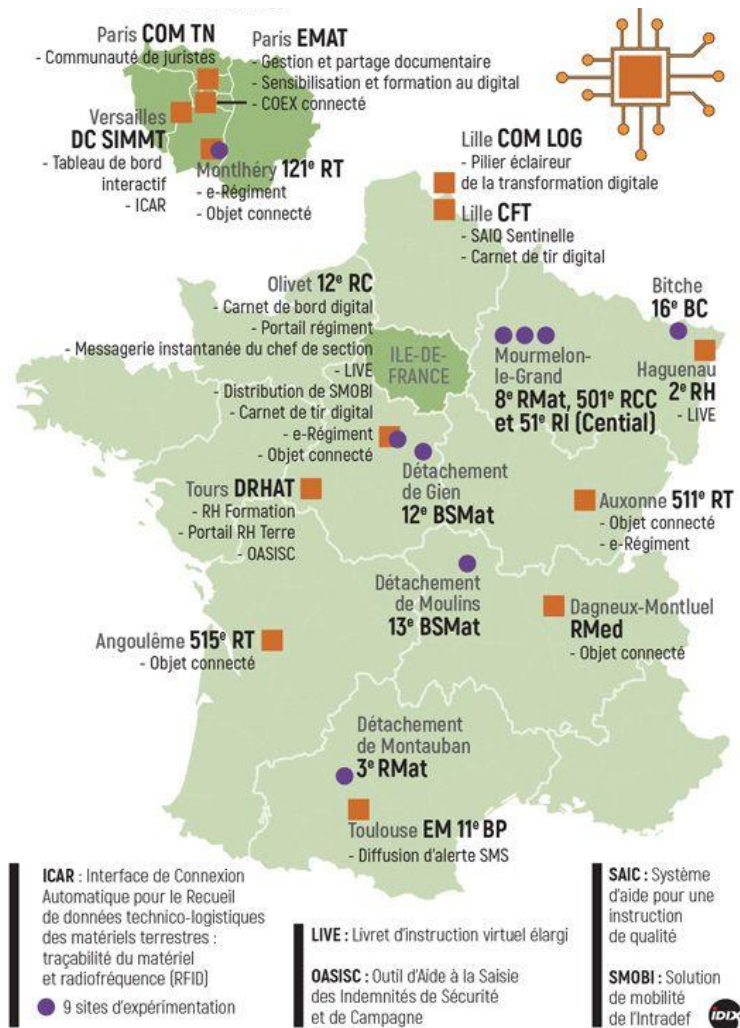 Paris COM TN
- Communauté de juristes
Paris EMAT
- Gestion et partage documentaire
- Sensibilisation et formation au digital
- COEX connecté
Versailles
DC SIMMT
- Tableau de bord
interactif
- ICAR
Montlhéry 121e RT
- e-Régiment
- Objet connecté
Lille COM LOG
- Pilier éclaireur
de la transformation digitale
Lille CFT
- SAIQ Sentinelle
- Carnet de tir digital
Olivet 12e RC
- Carnet de bord digital
- Portail régiment
- Messagerie instantanée du chef de section
- LIVE
- Distribution de SMOBI
- Carnet de tir digital
- e-Régiment
- Objet connecté
ILE-DE-
FRANCE
Mourmelon-
le-Grand
8e RMat, 501e RCC
et 51e RI (Cential)
Bitche
16e BC
Haguenau
2e RH
- LIVE
Détachement
de Gien
12e BSMat
Tours DRHAT
- RH Formation
- Portail RH Terre
- OASISC
Auxonne 511e RT
- Objet connecté
- e-Régiment
Détachement
de Moulins
13e BSMat
Dagneux-Montluel
RMed
- Objet connecté
Angoulême 515e RT
- Objet connecté
Détachement
de Montauban
3e RMat
Toulouse EM 11e BP
- Diffusion d'alerte SMS
ICAR : Interface de Connexion
Automatique pour le Recueil
de données technico-logistiques
des matériels terrestres :
traçabilité du matériel
et radiofréquence (RFID)
9 sites d'expérimentation
LIVE : Livret d'instruction virtuel élargi
OASISC : Outil d'Aide à la Saisie
des Indemnités de Sécurité
et de Campagne
SAIC : Système
d'aide pour une
instruction
de qualité
SMOBI : Solution
de mobilité
de l'Intradef
iDIX